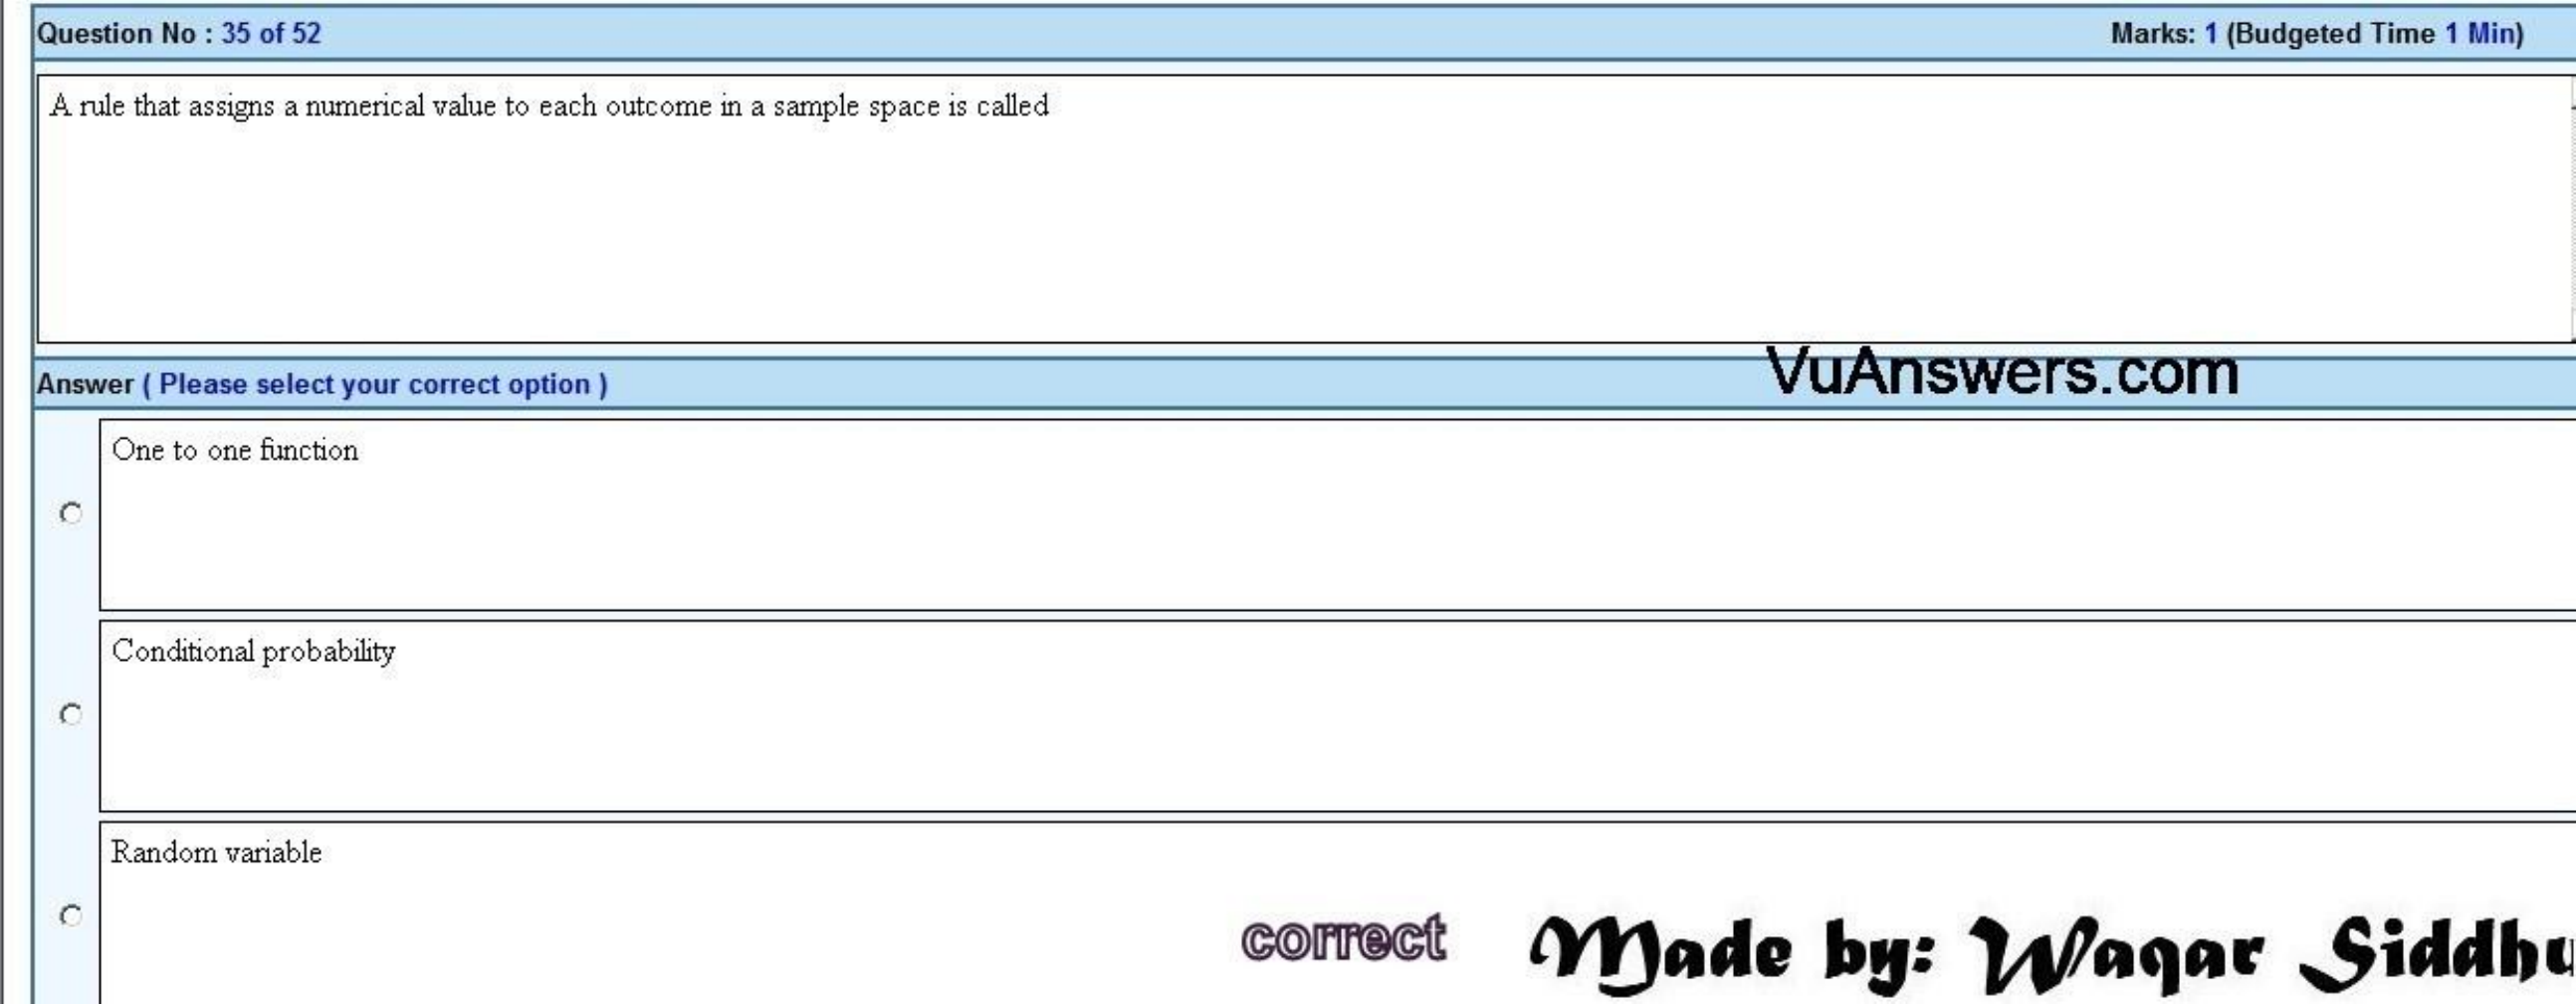 Question No : 35 of 52 Marks: 1 (Budgeted Time 1 Min)
A rule that assigns a numerical value to each outcome in a sample space is called
VuAnswers.com
Answer ( Please select your correct option )
One to one function
Conditional probability
Random variable
correct Made by: Waqar Siddhu